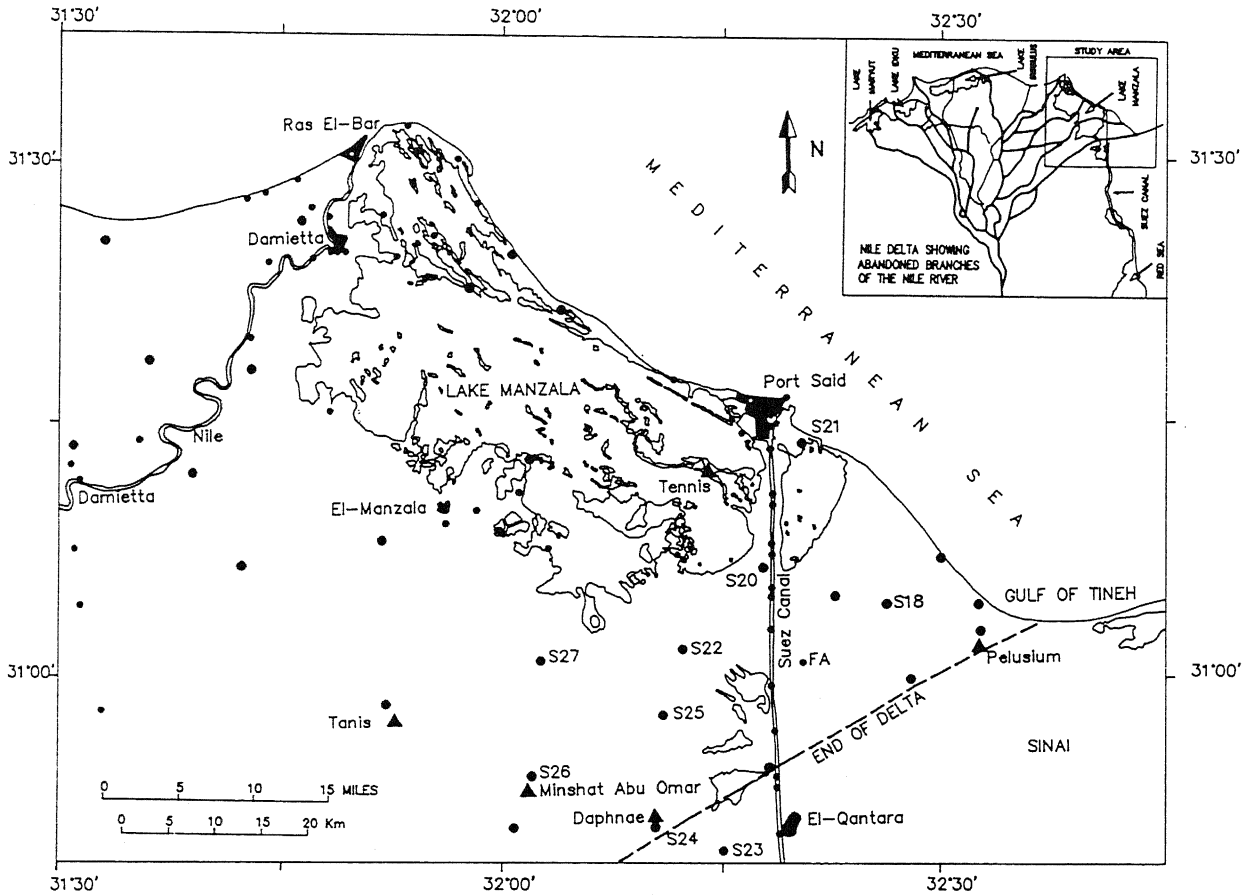 31°30′
32°00′
32°30′
MEDITERRANEAN SEA
STUDY AREA
LAKE
MARYUT
LAKE EDKU
LAKE
LAKE
MANZALA
SUEZ CANAL
RED SEA
NILE DELTA SHOWING
ABANDONED BRANCHES
OF THE NILE RIVER
N
Ras El-Bar
31°30′
31°30′
MEDITERRANEAN SEA
Damietta
LAKE MANZALA
Port Said
S21
Nile
Damietta
Tennis
El-Manzala
S20
Suez Canal
S18
GULF OF TINEH
S27
S22
FA
Pelusium
31°00′
31°00′
Tanis
S25
END OF DELTA
SINAI
S26
0 5 10 15 MILES
Minshat Abu Omar
0 5 10 15 20 Km
Daphnae
S24
El-Qantara
S23
31°30′
32°00′
32°30′